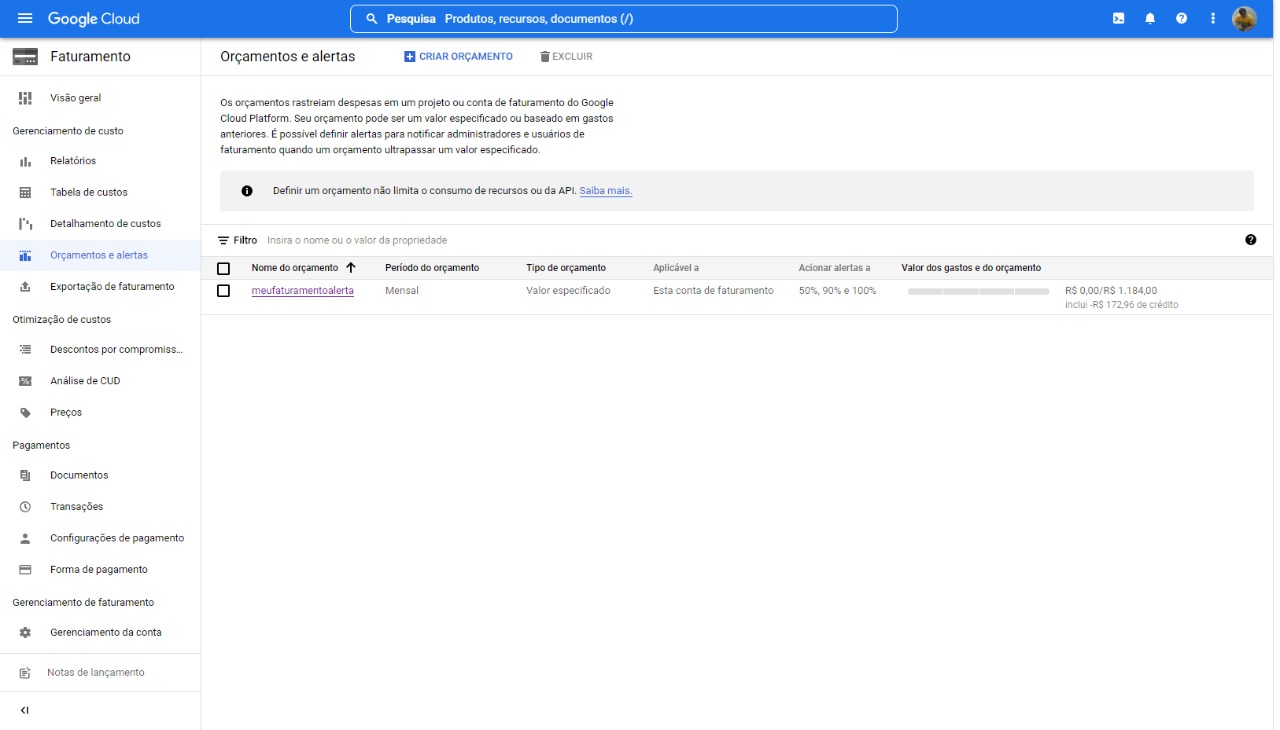 Google Cloud
Pesquisa Produtos, recursos, documentos (/)
Faturamento
Visão geral
Gerenciamento de custo
Relatórios
Tabela de custos
Detalhamento de custos
Orçamentos e alertas
Exportação de faturamento
Otimização de custos
Descontos por compromiss...
Análise de CUD
Preços
Pagamentos
Documentos
Transações
Configurações de pagamento
Forma de pagamento
Gerenciamento de faturamento
Gerenciamento da conta
Notas de lançamento
Orçamentos e alertas CRIAR ORÇAMENTO EXCLUIR
Os orçamentos rastreiam despesas em um projeto ou conta de faturamento do Google
Cloud Platform. Seu orçamento pode ser um valor especificado ou baseado em gastos
anteriores. É possível definir alertas para notificar administradores e usuários de
faturamento quando um orçamento ultrapassar um valor especificado.
Definir um orçamento não limita o consumo de recursos ou da API. Saiba mais.
Filtro Insira o nome ou o valor da propriedade
Nome do orçamento Período do orçamento Tipo de orçamento Aplicável a Acionar alertas a Valor dos gastos e do orçamento
meufaturamentoalerta Mensal Valor especificado Esta conta de faturamento 50%, 90% e 100% R$ 0,00/R$ 1.184,00
inclui -R$ 172,96 de crédito